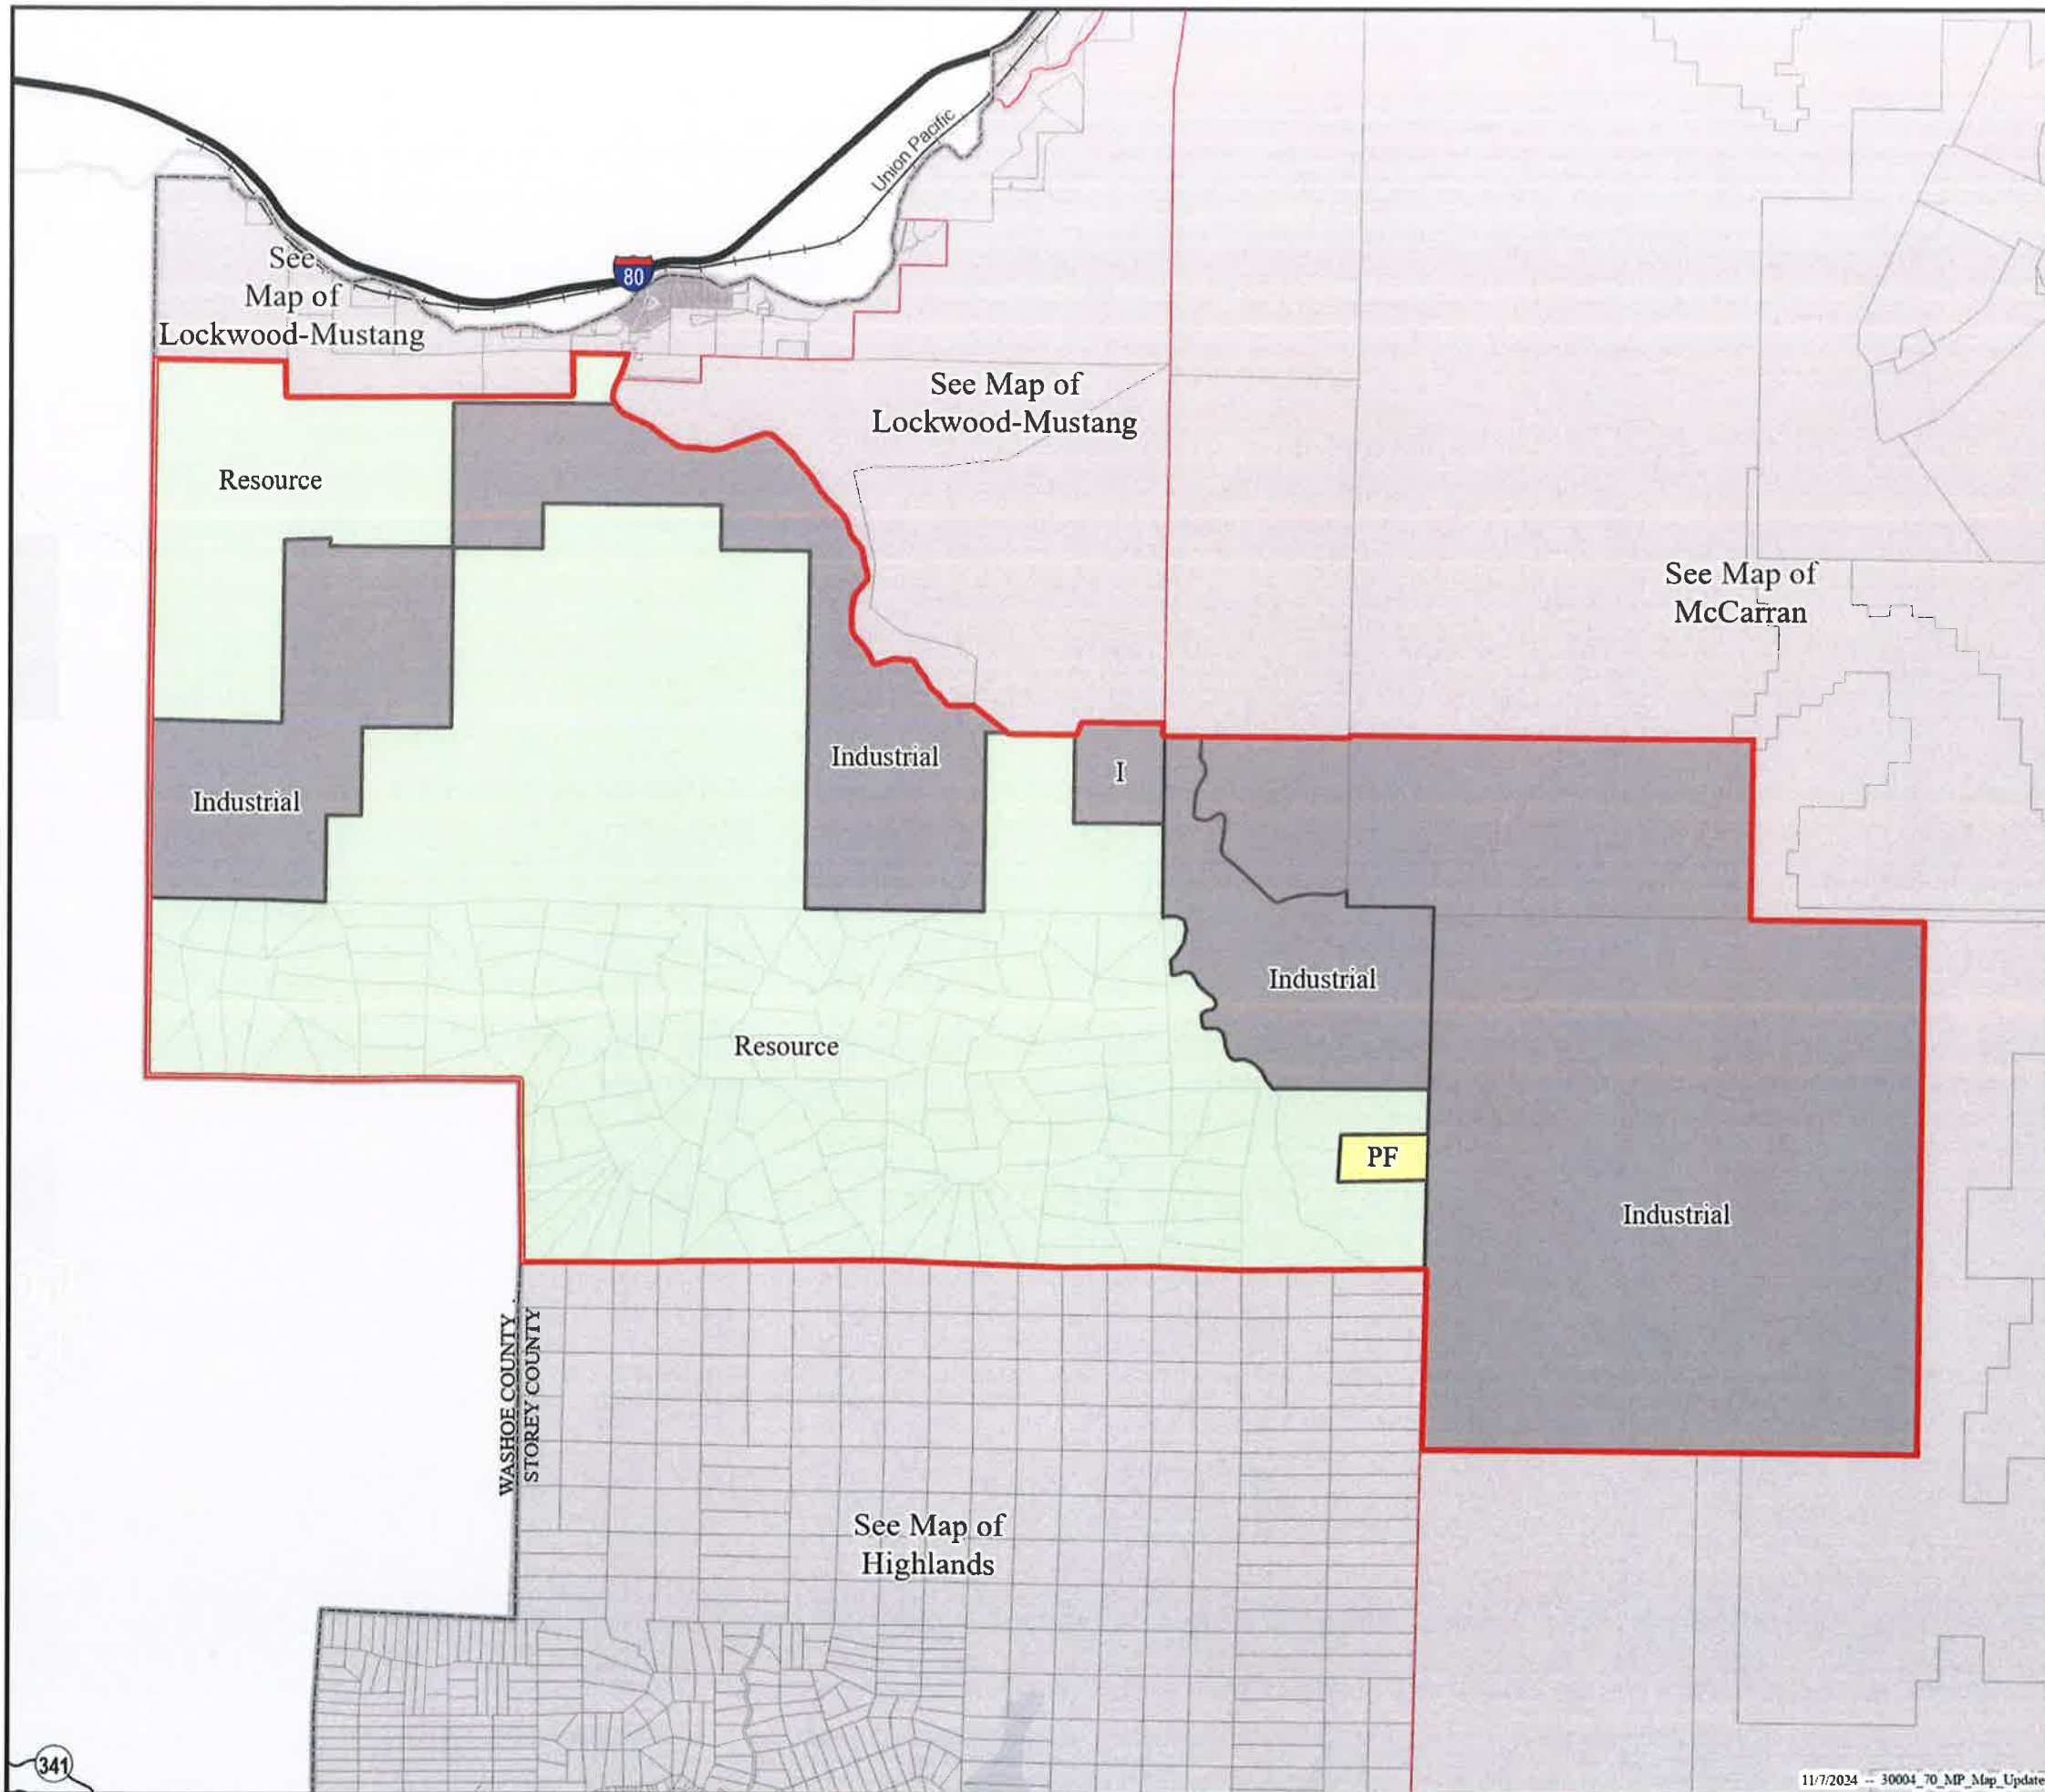 Union Pacific
80
See
Map of
Lockwood-Mustang
See Map of
Lockwood-Mustang
Resource
See Map of
McCarran
Industrial
I
Industrial
Industrial
Resource
PF
Industrial
WASHOE COUNTY
STOREY COUNTY
See Map of
Highlands
341
11/7/2024 -- 30004_70_MP_Map_Update